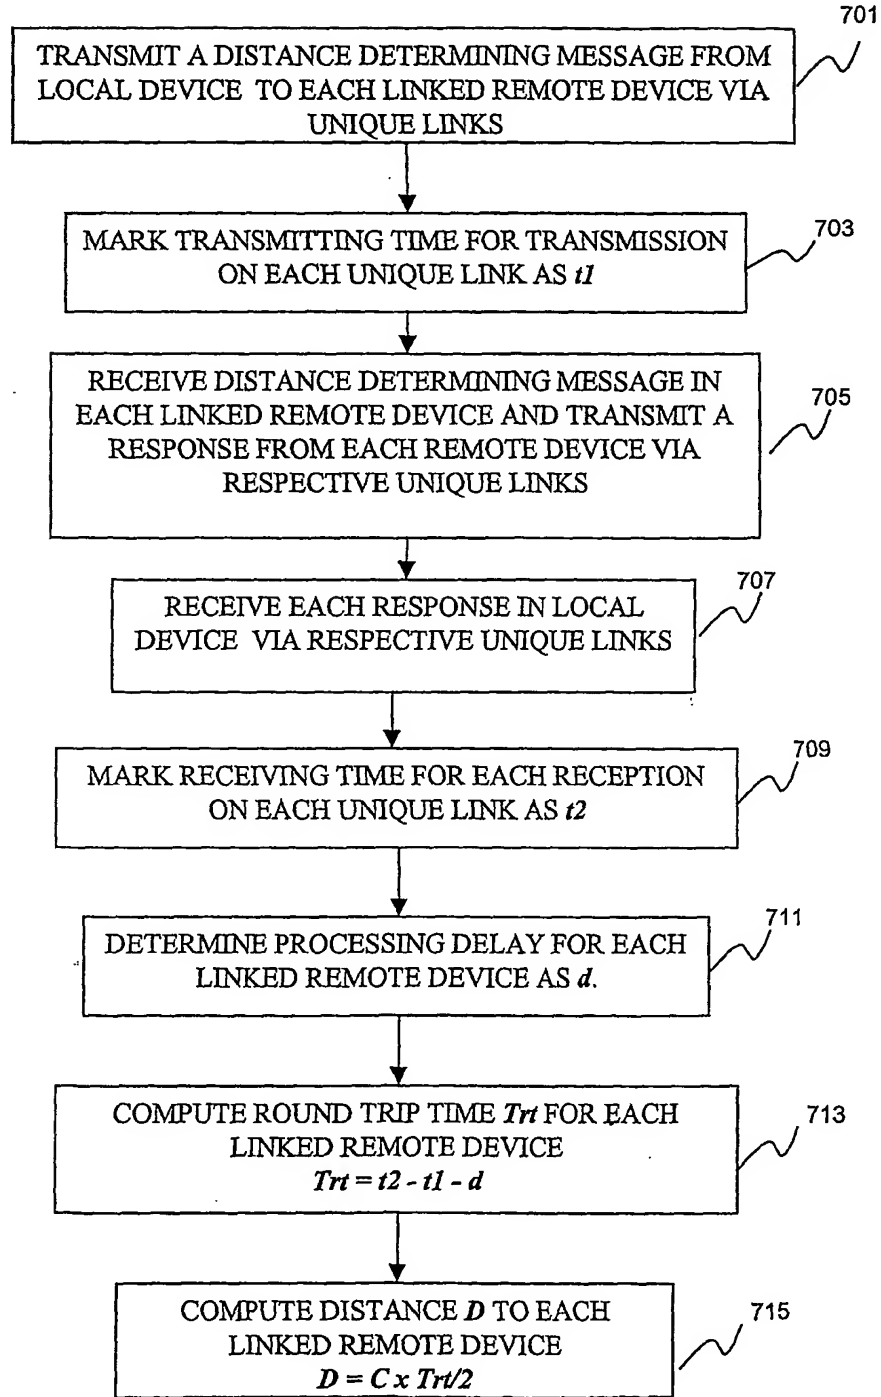 701
TRANSMIT A DISTANCE DETERMINING MESSAGE FROM
LOCAL DEVICE TO EACH LINKED REMOTE DEVICE VIA
UNIQUE LINKS
703
MARK TRANSMITTING TIME FOR TRANSMISSION
ON EACH UNIQUE LINK AS t1
705
RECEIVE DISTANCE DETERMINING MESSAGE IN
EACH LINKED REMOTE DEVICE AND TRANSMIT A
RESPONSE FROM EACH REMOTE DEVICE VIA
RESPECTIVE UNIQUE LINKS
707
RECEIVE EACH RESPONSE IN LOCAL
DEVICE VIA RESPECTIVE UNIQUE LINKS
709
MARK RECEIVING TIME FOR EACH RECEPTION
ON EACH UNIQUE LINK AS t2
711
DETERMINE PROCESSING DELAY FOR EACH
LINKED REMOTE DEVICE AS d.
713
COMPUTE ROUND TRIP TIME Trt FOR EACH
LINKED REMOTE DEVICE
Trt = t2 - t1 - d
715
COMPUTE DISTANCE D TO EACH
LINKED REMOTE DEVICE
D = C x Trt/2